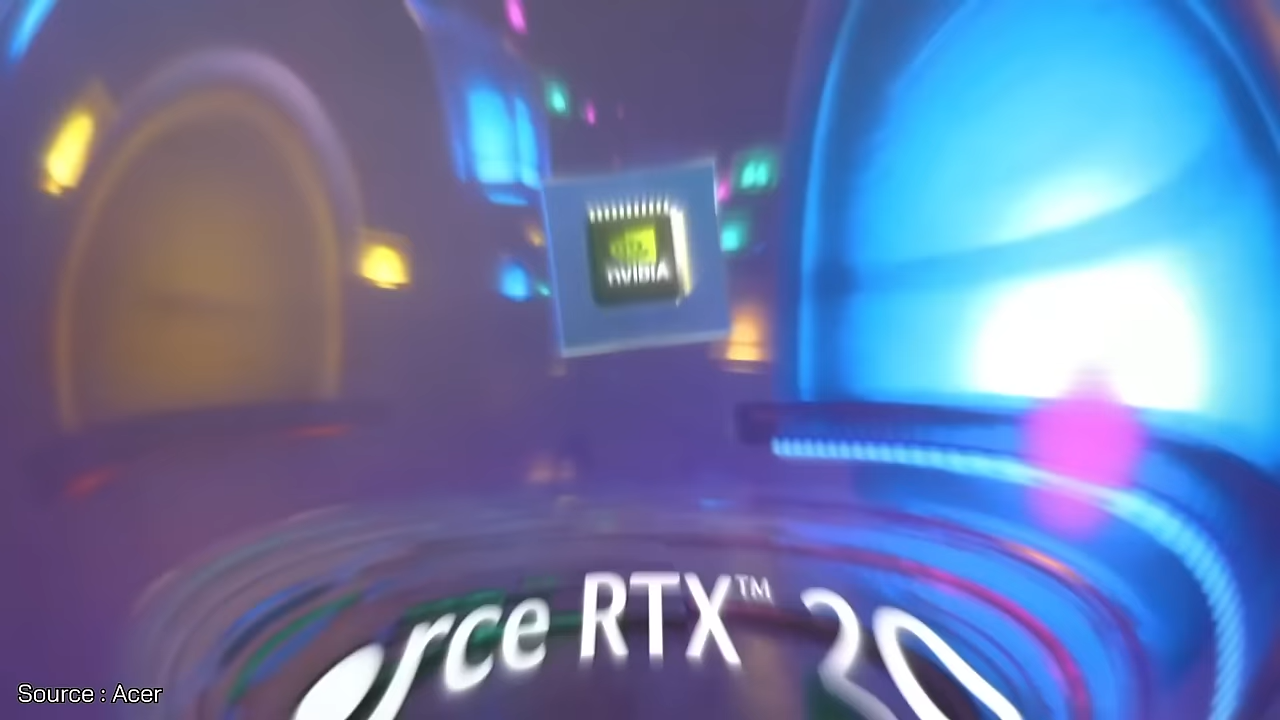 nVIDIA
rce RTX™ 20
Source : Acer